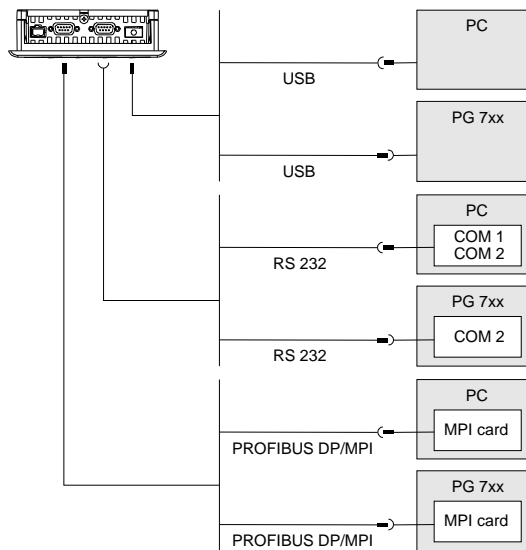 PC
USB
PG 7xx
USB
PC
COM 1
COM 2
RS 232
PG 7xx
COM 2
RS 232
PC
MPI card
PROFIBUS DP/MPI
PG 7xx
MPI card
PROFIBUS DP/MPI